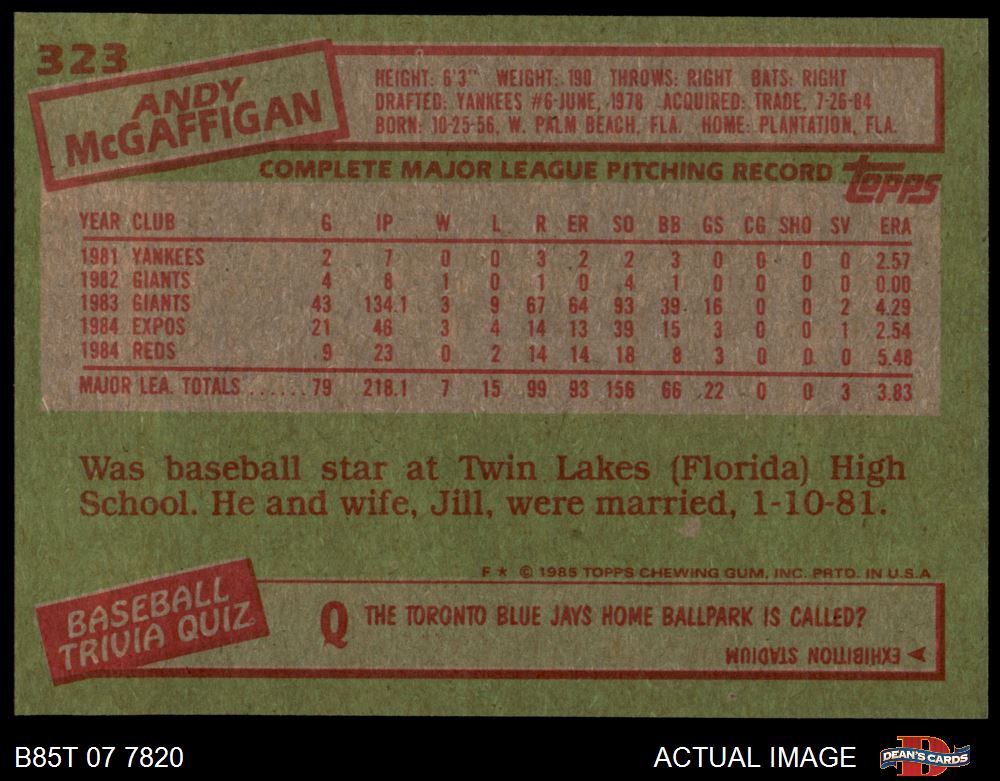 323
ANDY
McGAFFIGAN
HEIGHT: 6'3" WEIGHT: 190 THROWS: RIGHT BATS: RIGHT
DRAFTED: YANKEES #6-JUNE, 1978 ACQUIRED: TRADE, 7-26-84
BORN: 10-25-56, W. PALM BEACH, FLA. HOME: PLANTATION, FLA.
COMPLETE MAJOR LEAGUE PITCHING RECORD topps
YEAR CLUB G IP W L R ER SO BB GS CG SHO SV ERA
1981 YANKEES 2 7 0 0 3 2 2 3 0 0 0 0 2.57
1982 GIANTS 4 8 1 0 1 0 4 1 0 0 0 0 0.00
1983 GIANTS 43 134.1 3 9 67 64 93 39 16 0 0 2 4.29
1984 EXPOS 21 46 3 4 14 13 39 15 3 0 0 1 2.54
1984 REDS 9 23 0 2 14 14 18 8 3 0 0 0 5.48
MAJOR LEA. TOTALS ...... 79 218.1 7 15 99 93 156 66 22 0 0 3 3.83
Was baseball star at Twin Lakes (Florida) High
School. He and wife, Jill, were married, 1-10-81.
F ★ © 1985 TOPPS CHEWING GUM, INC. PRTD. IN U.S.A
BASEBALL
TRIVIA QUIZ
Q THE TORONTO BLUE JAYS HOME BALLPARK IS CALLED?
EXHIBITION STADIUM
B85T 07 7820
ACTUAL IMAGE
DEAN'S CARDS